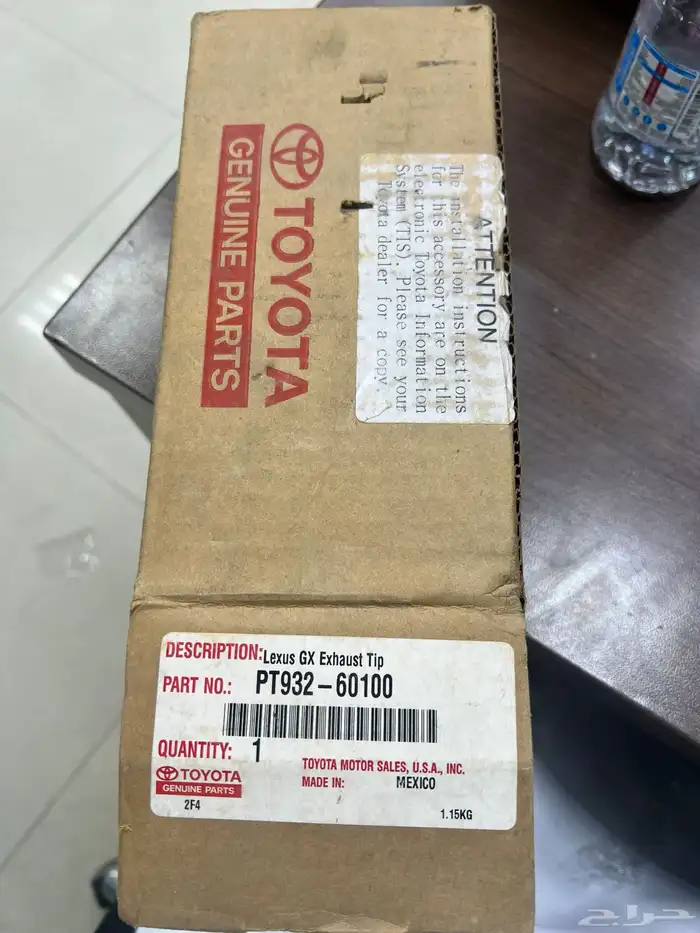 TOYOTA
GENUINE PARTS
ATTENTION
The installation instructions
for this accessory are on the
electronic Toyota Information
System (TIS). Please see your
Toyota dealer for a copy.
DESCRIPTION: Lexus GX Exhaust Tip
PART NO.: PT932-60100
QUANTITY: 1
TOYOTA MOTOR SALES, U.S.A., INC.
TOYOTA
MADE IN: MEXICO
GENUINE PARTS
2F4
1.15KG
حراج